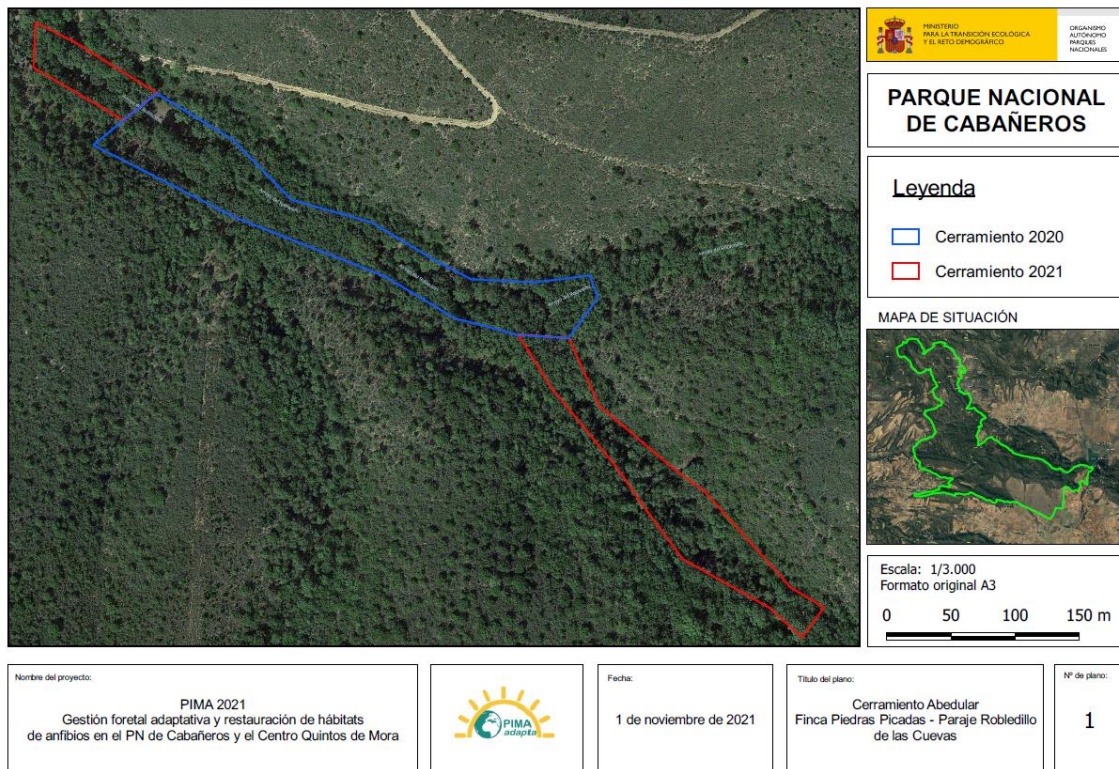 MINISTERIO
PARA LA TRANSICIÓN ECOLÓGICA
Y EL RETO DEMOGRÁFICO
ORGANISMO
AUTÓNOMO
PARQUES
NACIONALES
PARQUE NACIONAL
DE CABAÑEROS
Leyenda
Cerramiento 2020
Cerramiento 2021
MAPA DE SITUACIÓN
Escala: 1/3.000
Formato original A3
0 50 100 150 m
Nombre del proyecto:
PIMA 2021
Gestión foretal adaptativa y restauración de hábitats
de anfibios en el PN de Cabañeros y el Centro Quintos de Mora
PIMA
adapta
Fecha:
1 de noviembre de 2021
Título del plano:
Cerramiento Abedular
Finca Piedras Picadas - Paraje Robledillo
de las Cuevas
Nº de plano:
1